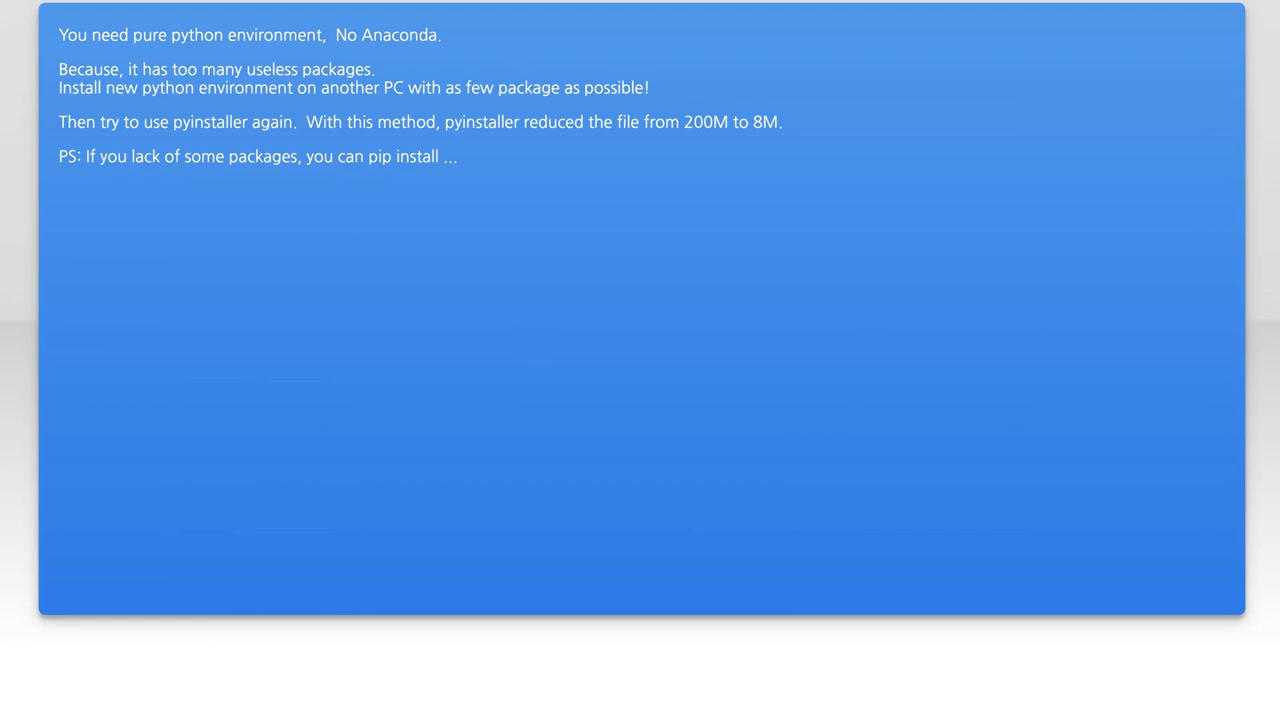 You need pure python environment,  No Anaconda.
Because, it has too many useless packages.
Install new python environment on another PC with as few package as possible!
Then try to use pyinstaller again.  With this method, pyinstaller reduced the file from 200M to 8M.
PS: If you lack of some packages, you can pip install ...